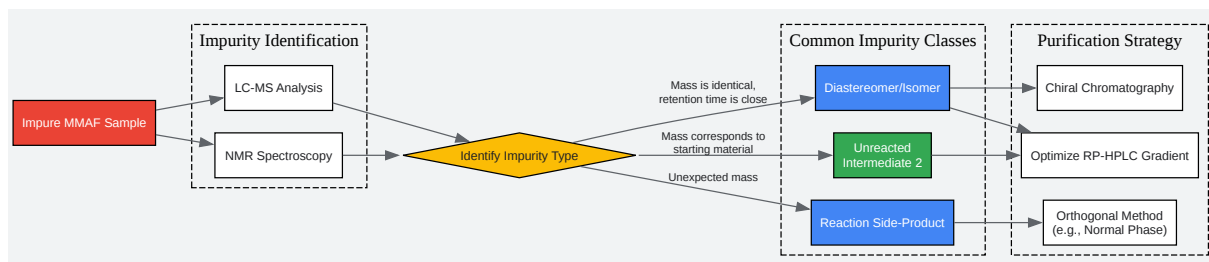 Impurity Identification
Common Impurity Classes
Purification Strategy
Impure MMAF Sample
LC-MS Analysis
NMR Spectroscopy
Identify Impurity Type
Mass is identical,
retention time is close
Mass corresponds to
starting material
Unexpected mass
Diastereomer/Isomer
Unreacted
Intermediate 2
Reaction Side-Product
Chiral Chromatography
Optimize RP-HPLC Gradient
Orthogonal Method
(e.g., Normal Phase)